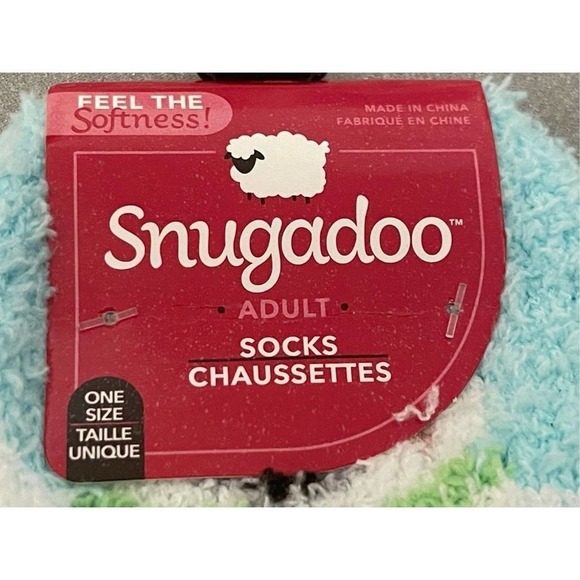 FEEL THE
Softness!
MADE IN CHINA
FABRIQUÉ EN CHINE
Snugadoo™
• ADULT •
SOCKS
CHAUSSETTES
ONE
SIZE
TAILLE
UNIQUE